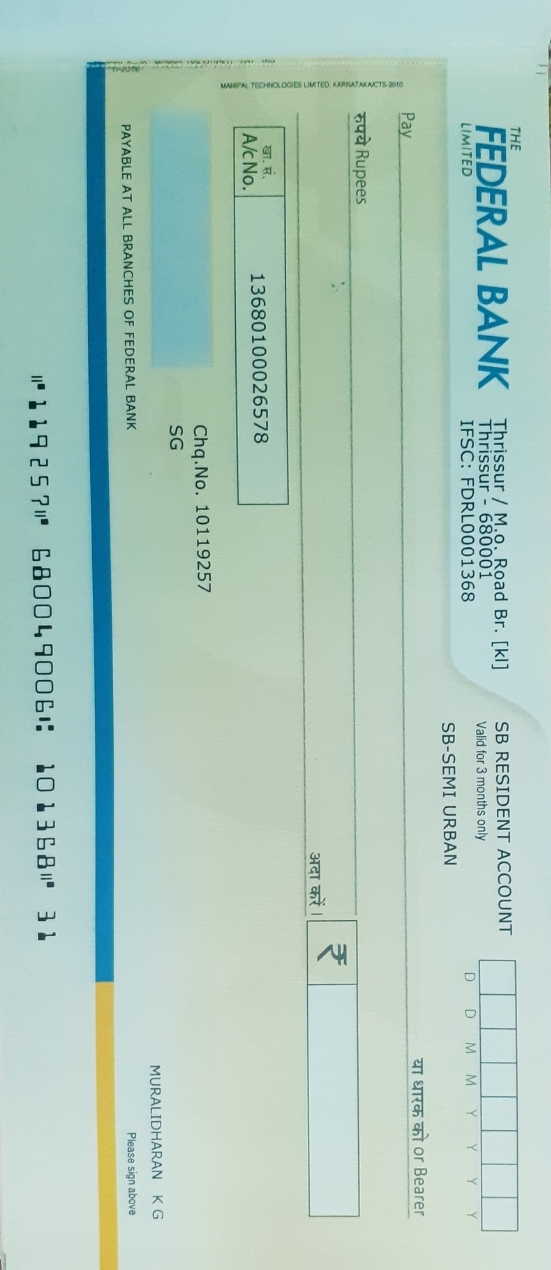 THE
FEDERAL BANK
LIMITED
Thrissur / M.o. Road Br. [kl]
Thrissur - 680001
IFSC: FDRL0001368
SB RESIDENT ACCOUNT
Valid for 3 months only
SB-SEMI URBAN
D D M M Y Y Y Y
Pay
या धारक को or Bearer
रुपये Rupees
अदा करें।
₹
खा. सं.
A/c No.
13680100026578
Chq.No. 10119257
SG
MANIPAL TECHNOLOGIES LIMITED, KARNATAKA/CTS-2010
MURALIDHARAN K G
Please sign above
PAYABLE AT ALL BRANCHES OF FEDERAL BANK
⑈119257⑈ 680049006⑆ 101368⑈ 31